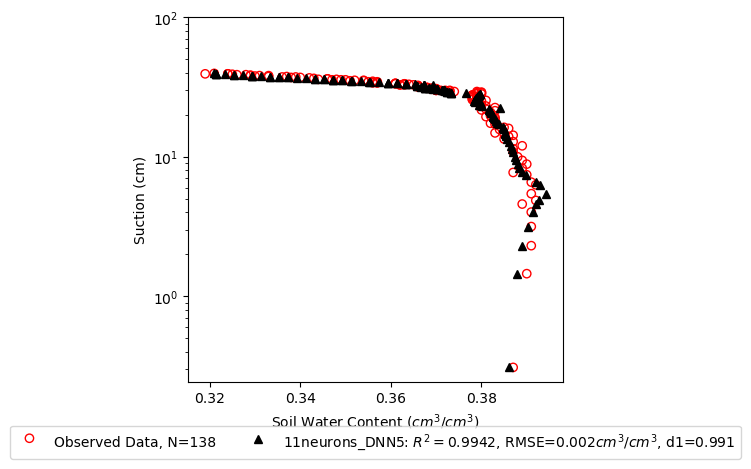 10²
10¹
10⁰
Suction (cm)
0.32 0.34 0.36 0.38
Soil Water Content (cm³/cm³)
Observed Data, N=138 11neurons_DNN5: R² = 0.9942, RMSE=0.002cm³/cm³, d1=0.991